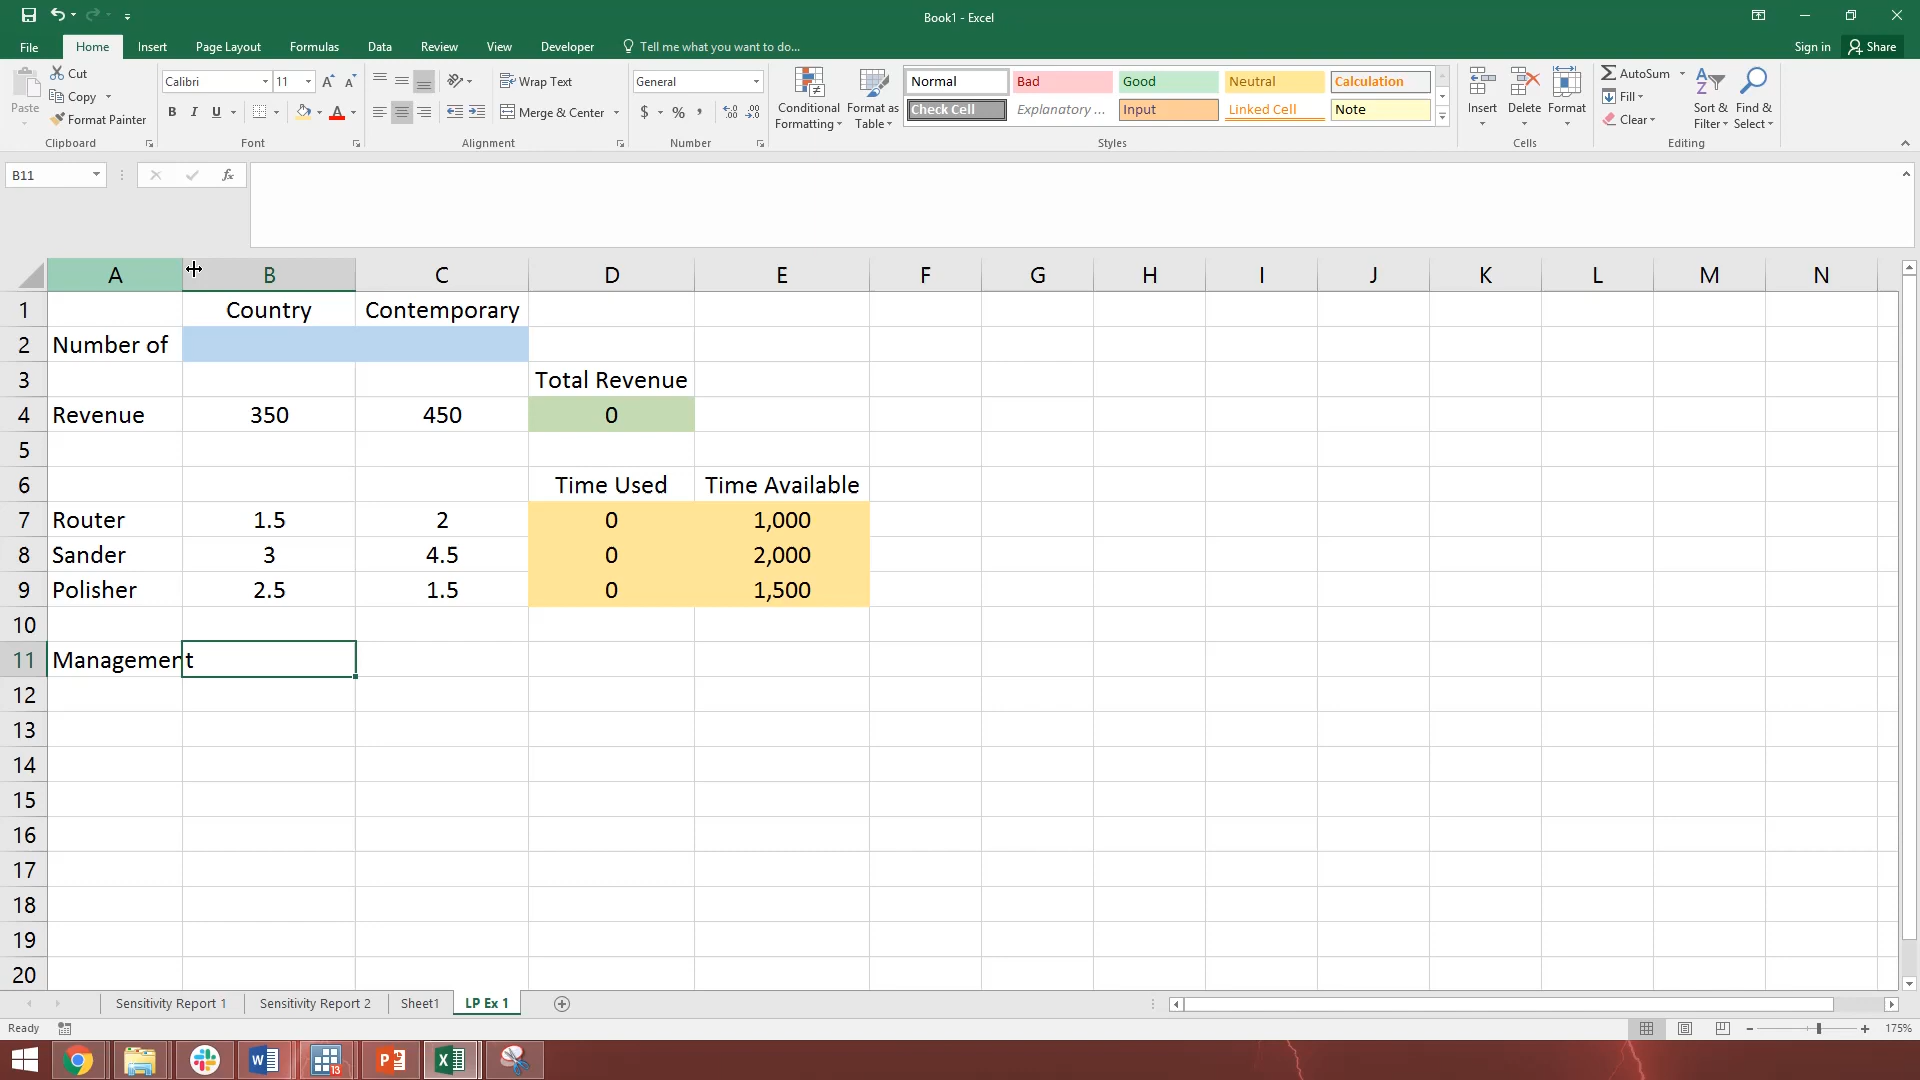 Book1 - Excel
File Home Insert Page Layout Formulas Data Review View Developer Tell me what you want to do... Sign in Share
Paste Cut Copy Format Painter Clipboard
Calibri 11 B I U A Font
Wrap Text Merge & Center Alignment
General $ % Number
Conditional Formatting Format as Table
Normal Bad Good Neutral Calculation
Check Cell Explanatory ... Input Linked Cell Note
Styles
Insert Delete Format Cells
AutoSum Fill Clear Sort & Filter Find & Select Editing
B11 fx
A B C D E F G H I J K L M N
1 Country Contemporary
2 Number of
3 Total Revenue
4 Revenue 350 450 0
5
6 Time Used Time Available
7 Router 1.5 2 0 1,000
8 Sander 3 4.5 0 2,000
9 Polisher 2.5 1.5 0 1,500
10
11 Management
12
13
14
15
16
17
18
19
20
Sensitivity Report 1 Sensitivity Report 2 Sheet1 LP Ex 1
Ready 175%
13